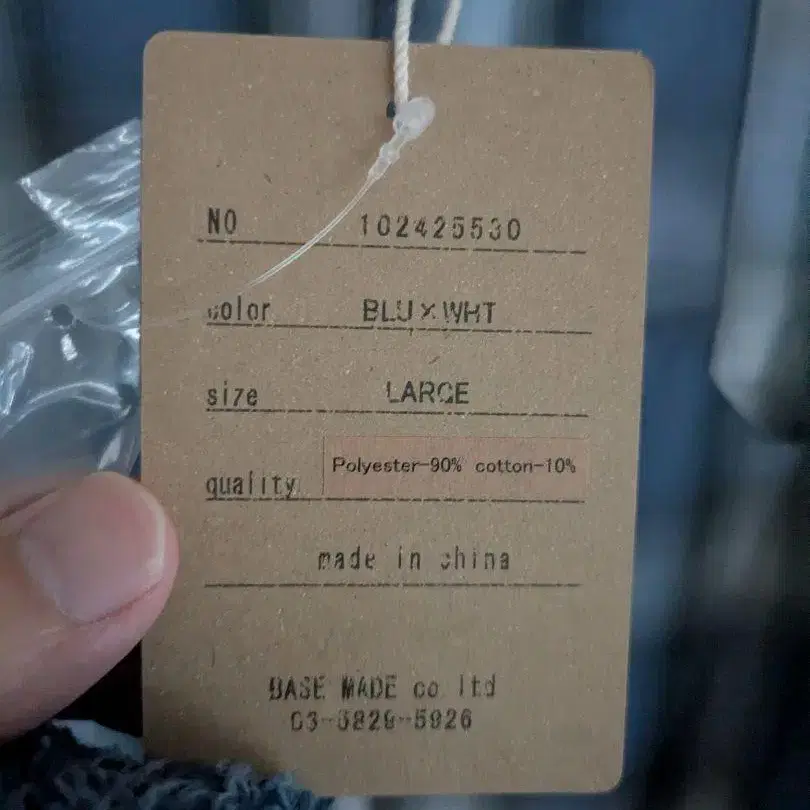 NO 102425530
color BLU×WHT
size LARGE
quality Polyester-90% cotton-10%
made in china
BASE MADE co ltd
03-5829-5926